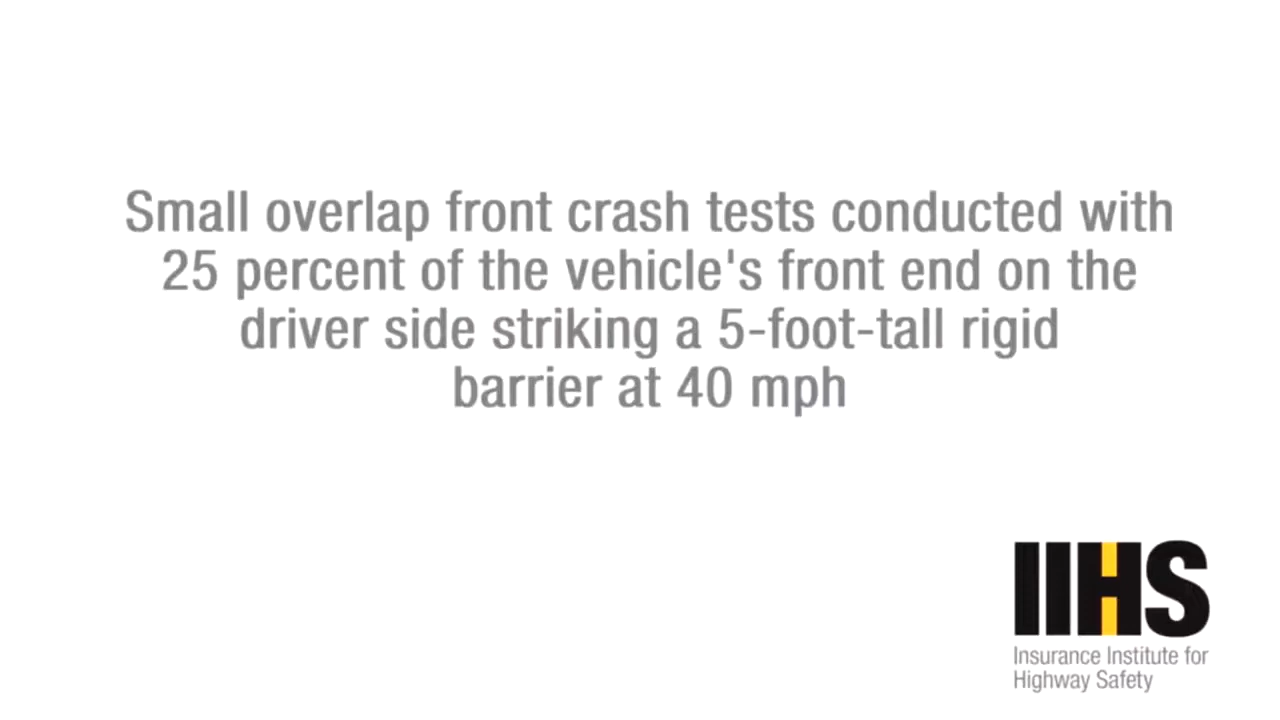 Small overlap front crash tests conducted with
25 percent of the vehicle's front end on the
driver side striking a 5-foot-tall rigid
barrier at 40 mph
IIHS
Insurance Institute for
Highway Safety